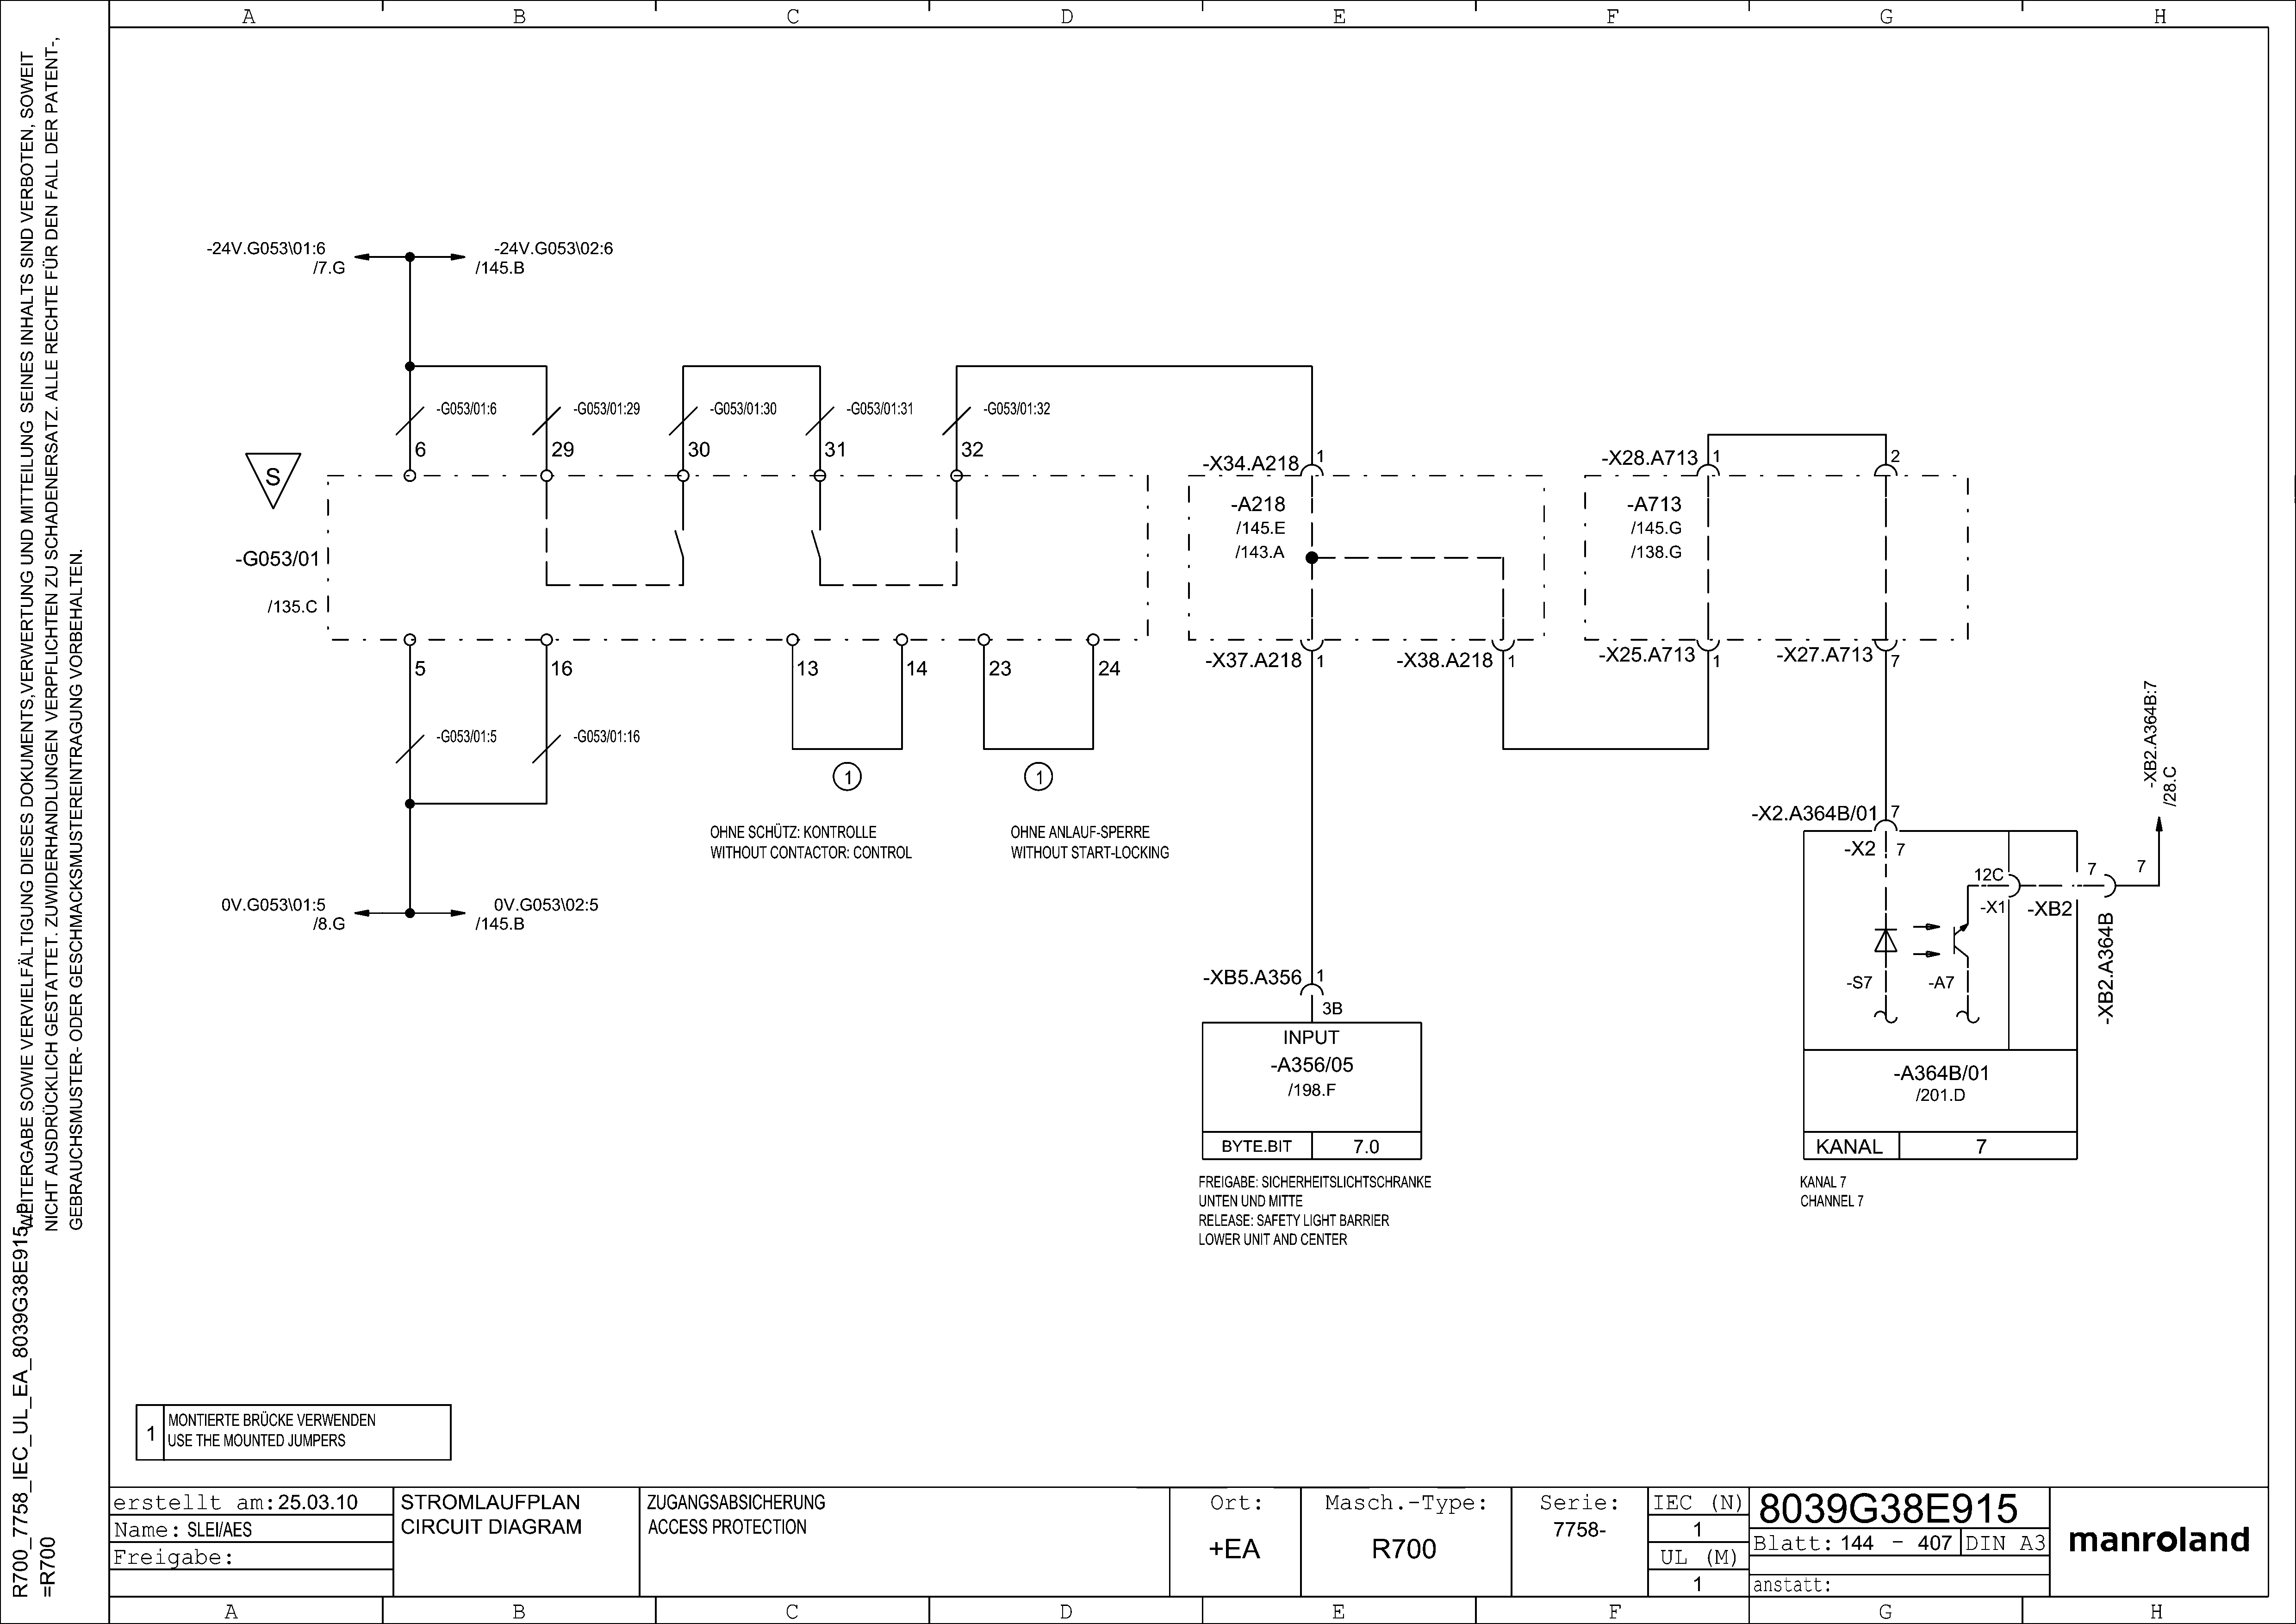 A B C D E F G H
WEITERGABE SOWIE VERVIELFÄLTIGUNG DIESES DOKUMENTS,VERWERTUNG UND MITTEILUNG SEINES INHALTS SIND VERBOTEN, SOWEIT
NICHT AUSDRÜCKLICH GESTATTET. ZUWIDERHANDLUNGEN VERPFLICHTEN ZU SCHADENERSATZ. ALLE RECHTE FÜR DEN FALL DER PATENT-,
GEBRAUCHSMUSTER- ODER GESCHMACKSMUSTEREINTRAGUNG VORBEHALTEN.
-24V.G053\01:6
/7.G
-24V.G053\02:6
/145.B
-G053/01:6
-G053/01:29
-G053/01:30
-G053/01:31
-G053/01:32
6 29 30 31 32
S
-G053/01
/135.C
5 16 13 14 23 24
-G053/01:5
-G053/01:16
1
1
OHNE SCHÜTZ: KONTROLLE
WITHOUT CONTACTOR: CONTROL
OHNE ANLAUF-SPERRE
WITHOUT START-LOCKING
0V.G053\01:5
/8.G
0V.G053\02:5
/145.B
-X34.A218 1
-A218
/145.E
/143.A
-X37.A218 1
-X38.A218 1
-X28.A713 1
2
-A713
/145.G
/138.G
-X25.A713 1
-X27.A713 7
-XB5.A356 1
3B
INPUT
-A356/05
/198.F
BYTE.BIT 7.0
FREIGABE: SICHERHEITSLICHTSCHRANKE
UNTEN UND MITTE
RELEASE: SAFETY LIGHT BARRIER
LOWER UNIT AND CENTER
-X2.A364B/01 7
-X2 7
12C
-X1
-XB2
7
7
-XB2.A364B
-XB2.A364B:7
/28.C
-S7
-A7
-A364B/01
/201.D
KANAL 7
KANAL 7
CHANNEL 7
1
MONTIERTE BRÜCKE VERWENDEN
USE THE MOUNTED JUMPERS
R700_7758_IEC_UL_EA_8039G38E915_D
=R700
erstellt am: 25.03.10
Name: SLEI/AES
Freigabe:
STROMLAUFPLAN
CIRCUIT DIAGRAM
ZUGANGSABSICHERUNG
ACCESS PROTECTION
Ort:
+EA
Masch.-Type:
R700
Serie:
7758-
IEC (N)
1
UL (M)
1
8039G38E915
Blatt: 144 - 407 DIN A3
anstatt:
manroland
A B C D E F G H